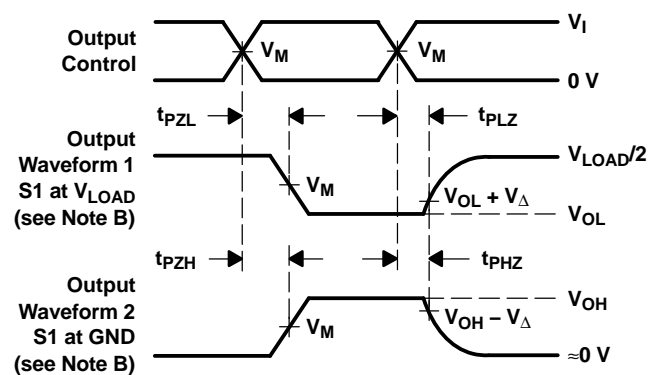 Output
Control
V_M
V_M
V_I
0 V
t_PZL
t_PLZ
Output
Waveform 1
S1 at V_LOAD
(see Note B)
V_M
V_LOAD/2
V_OL + V_Δ
V_OL
t_PZH
t_PHZ
Output
Waveform 2
S1 at GND
(see Note B)
V_M
V_OH
V_OH – V_Δ
≈0 V